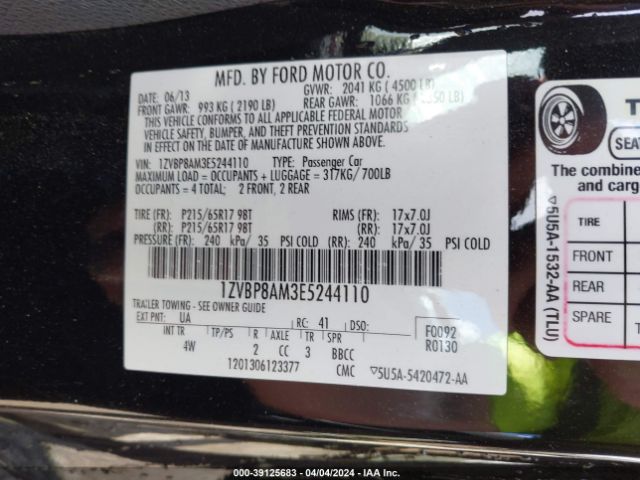 MFD. BY FORD MOTOR CO.
DATE: 06/13 GVWR: 2041 KG ( 4500 LB)
FRONT GAWR: 993 KG ( 2190 LB) REAR GAWR: 1066 KG ( 2350 LB)
THIS VEHICLE CONFORMS TO ALL APPLICABLE FEDERAL MOTOR
VEHICLE SAFETY, BUMPER, AND THEFT PREVENTION STANDARDS IN
EFFECT ON THE DATE OF MANUFACTURE SHOWN ABOVE.
VIN: 1ZVBP8AM3E5244110 TYPE: Passenger Car
MAXIMUM LOAD = OCCUPANTS + LUGGAGE = 317KG/ 700LB
OCCUPANTS = 4 TOTAL; 2 FRONT, 2 REAR
TIRE (FR): P215/65R17 98T RIMS (FR): 17x7.0J
(RR): P215/65R17 98T (RR): 17x7.0J
PRESSURE (FR): 240 kPa/ 35 PSI COLD (RR): 240 kPa/ 35 PSI COLD
1ZVBP8AM3E5244110
TRAILER TOWING - SEE OWNER GUIDE
EXT PNT: UA RC: 41 DSO: F0092
INT TR TP/PS R AXLE TR SPR R0130
4W 2 CC 3 BBCC
1201306123377 CMC ▽5U5A-5420472-AA
SEAT
The combine
and carg
TIRE
FRONT
REAR
SPARE
▽5U5A-1532-AA (TLU)
000-39125683 - 04/04/2024 - IAA Inc.